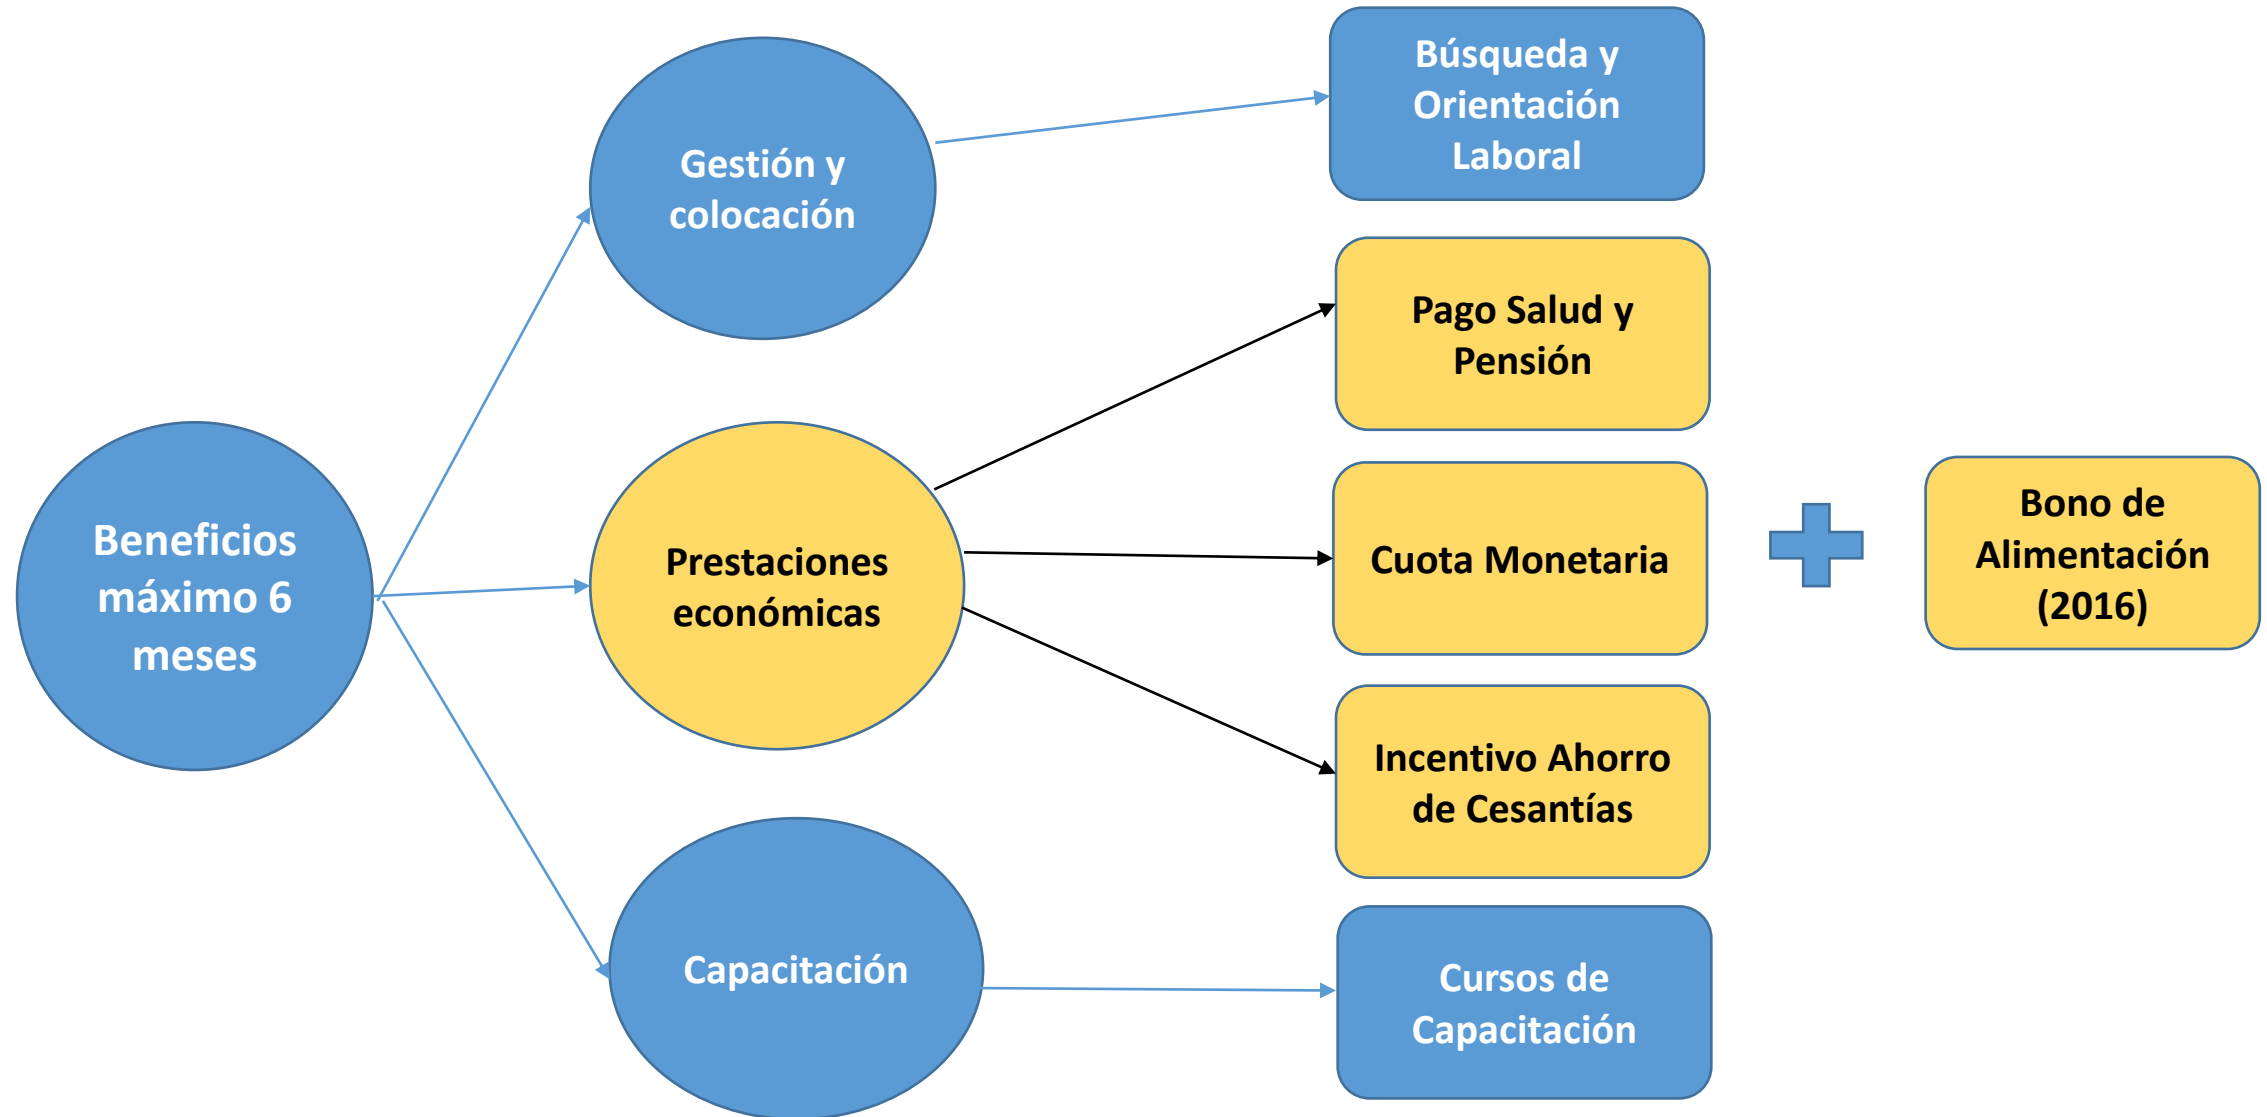 Beneficios
máximo 6
meses
Gestión y
colocación
Prestaciones
económicas
Capacitación
Búsqueda y
Orientación
Laboral
Pago Salud y
Pensión
Cuota Monetaria
Incentivo Ahorro
de Cesantías
Cursos de
Capacitación
Bono de
Alimentación
(2016)